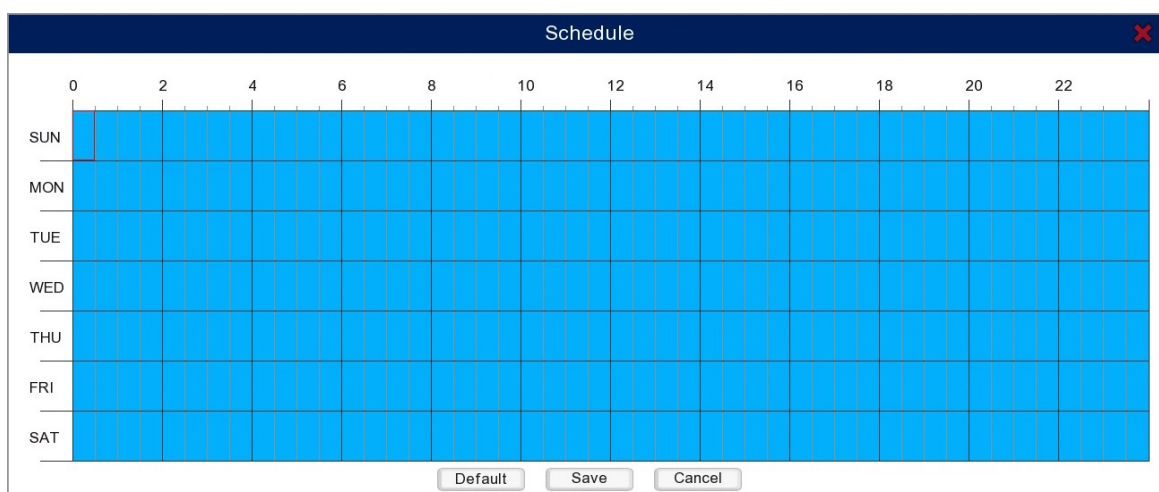 Schedule
0 2 4 6 8 10 12 14 16 18 20 22
SUN
MON
TUE
WED
THU
FRI
SAT
Default Save Cancel